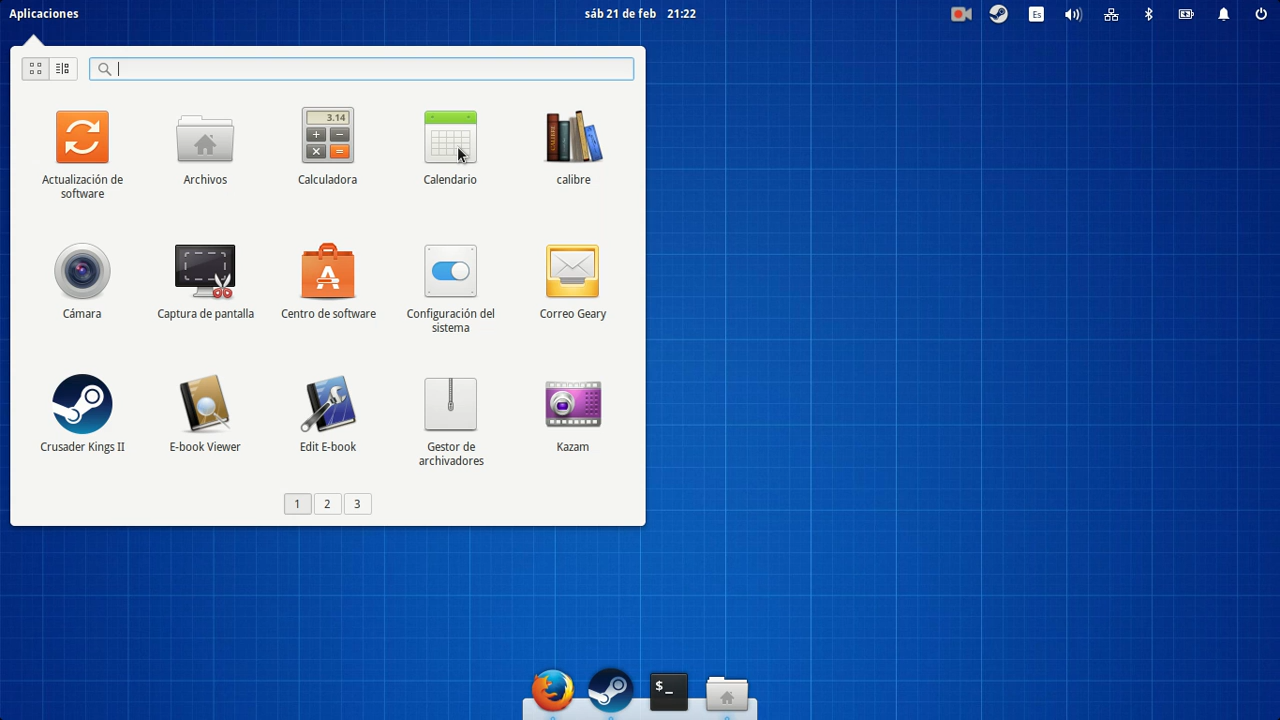 Aplicaciones
sáb 21 de feb 21:22
Es
3.14
CALIBRE
Actualización de
software
Archivos
Calculadora
Calendario
calibre
Cámara
Captura de pantalla
Centro de software
Configuración del
sistema
Correo Geary
Crusader Kings II
E-book Viewer
Edit E-book
Gestor de
archivadores
Kazam
1 2 3
$_